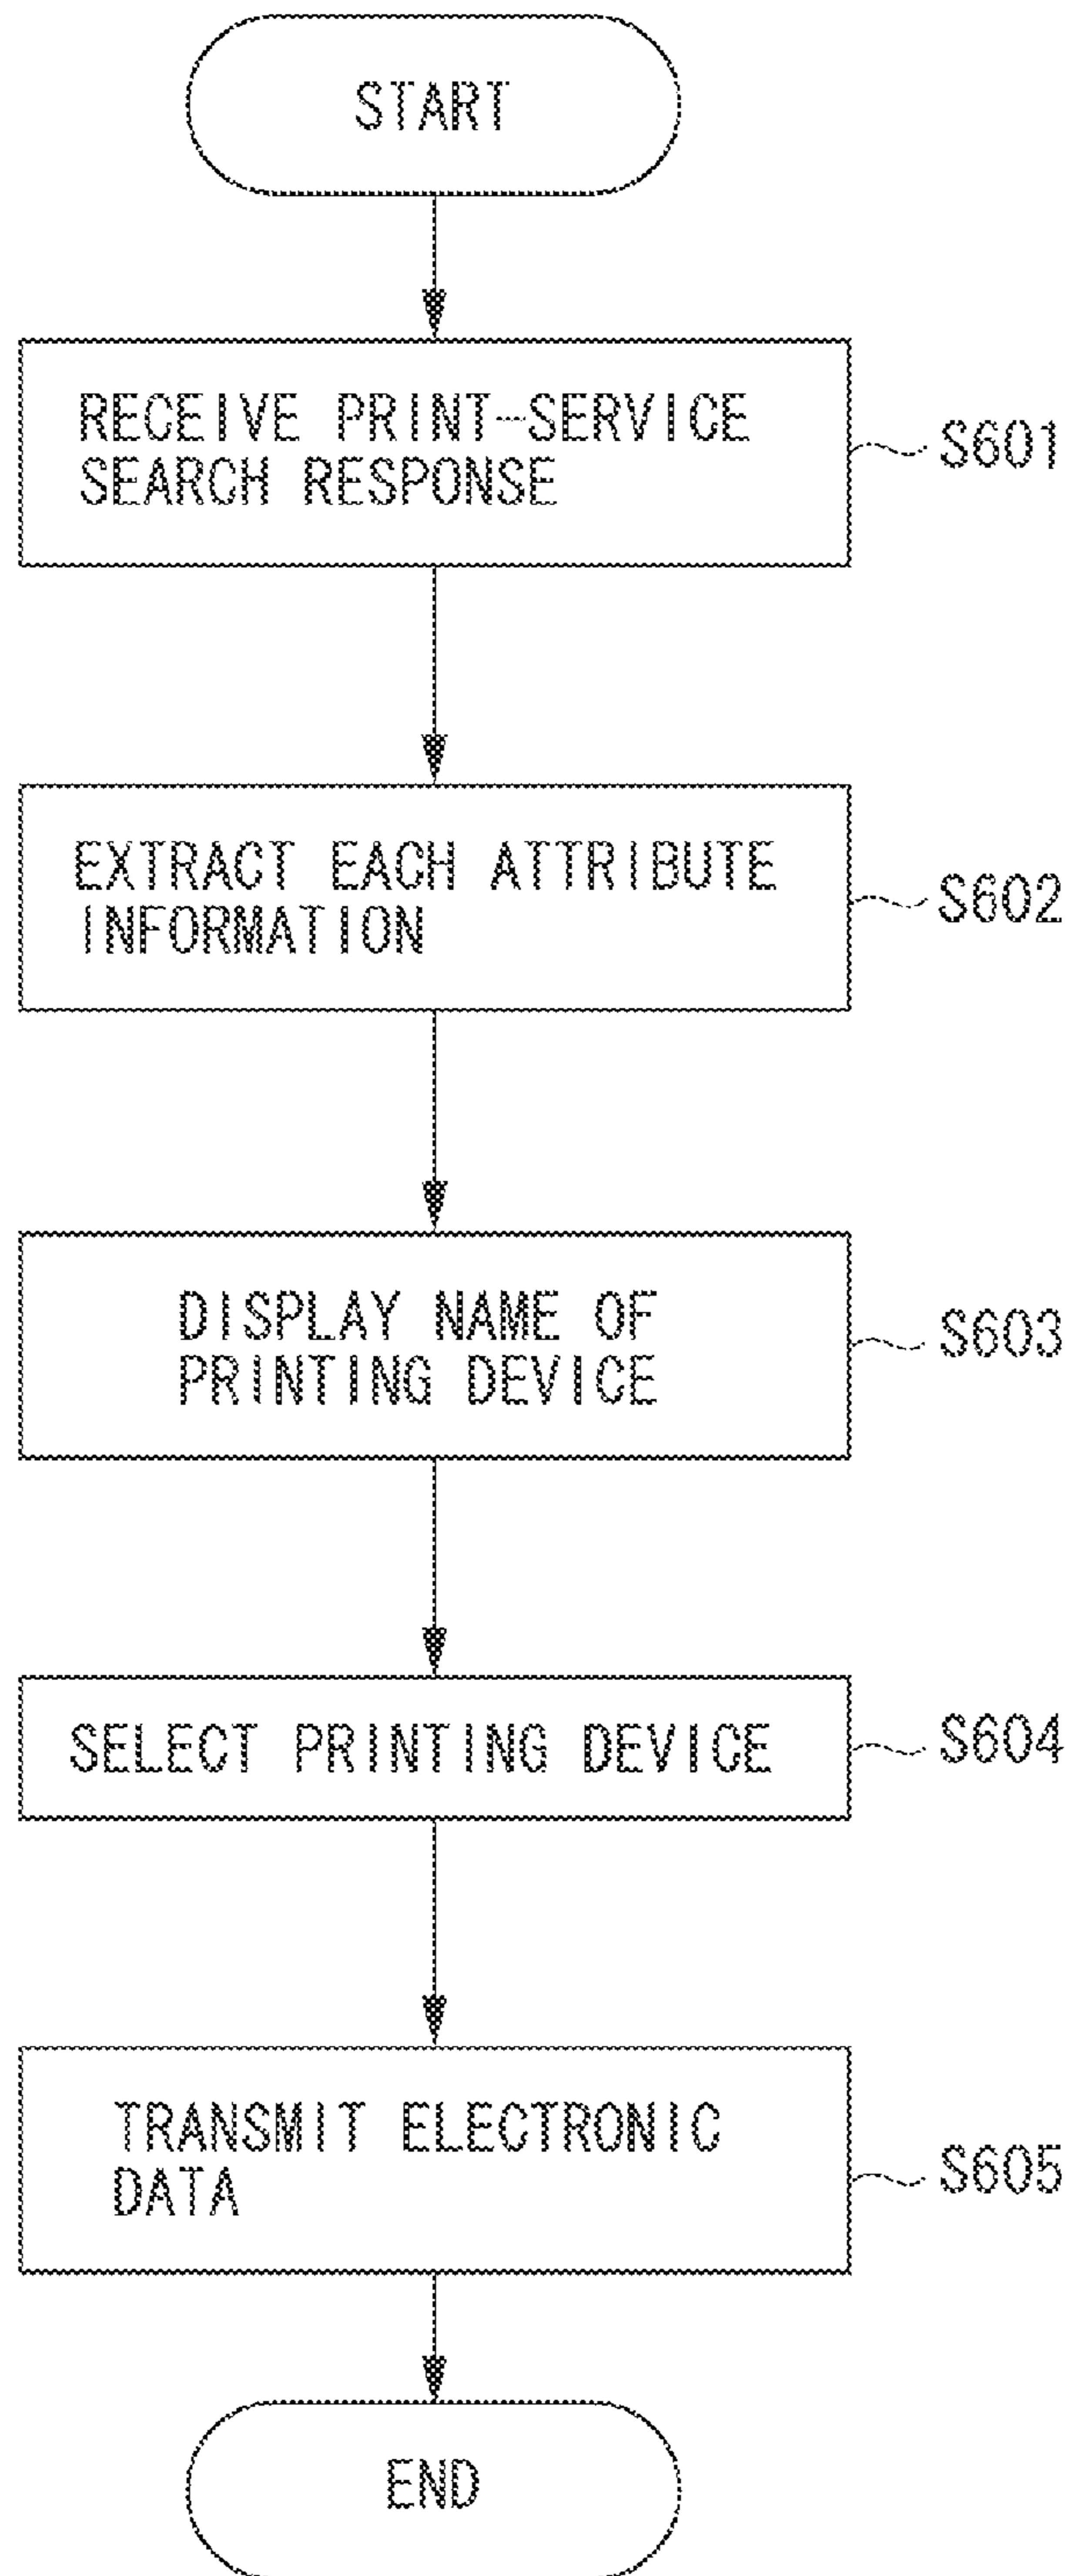 START
RECEIVE PRINT-SERVICE
SEARCH RESPONSE
S601
EXTRACT EACH ATTRIBUTE
INFORMATION
S602
DISPLAY NAME OF
PRINTING DEVICE
S603
SELECT PRINTING DEVICE
S604
TRANSMIT ELECTRONIC
DATA
S605
END